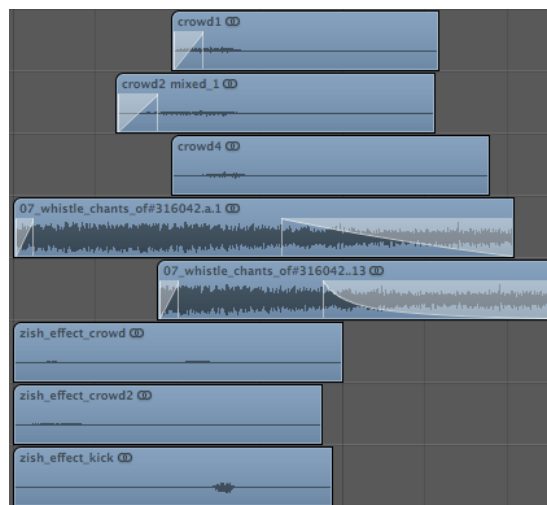 crowd1
crowd2 mixed_1
crowd4
07_whistle_chants_of#316042.a.1
07_whistle_chants_of#316042..13
zish_effect_crowd
zish_effect_crowd2
zish_effect_kick